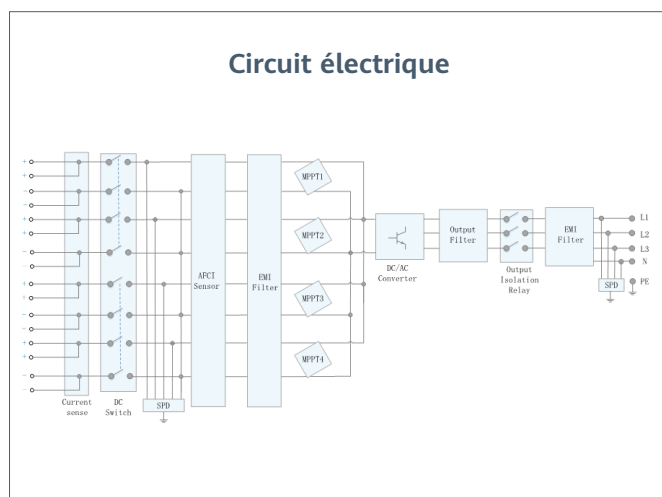 Circuit électrique
+
+
-
-
+
+
-
-
+
+
-
-
+
+
-
-
Current
sense
DC
Switch
SPD
AFCI
Sensor
EMI
Filter
MPPT1
MPPT2
MPPT3
MPPT4
DC/AC
Converter
Output
Filter
Output
Isolation
Relay
EMI
Filter
L1
L2
L3
N
PE
SPD